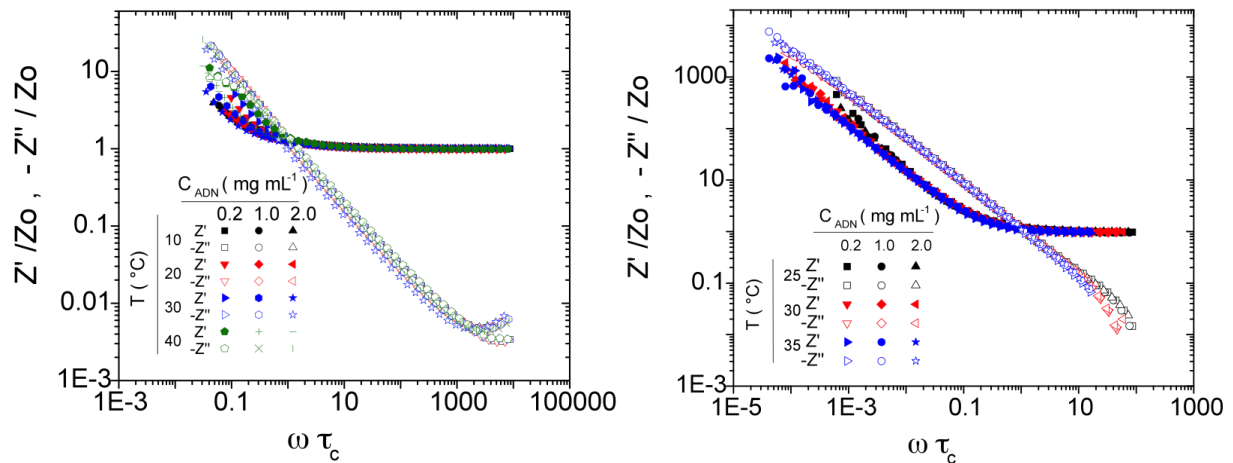 Z'/Zo , - Z'' / Zo
10
1
0.1
0.01
1E-3
1E-3
0.1
10
1000
100000
ω τc
C ADN ( mg mL-1)
0.2 1.0 2.0
T ( °C)
10 Z'
-Z''
20 Z'
-Z''
30 Z'
-Z''
40 Z'
-Z''
Z' /Zo , - Z'' / Zo
1000
10
0.1
1E-3
1E-5
1E-3
0.1
10
1000
ω τc
C ADN ( mg mL-1)
0.2 1.0 2.0
T ( °C)
25 Z'
-Z''
30 Z'
-Z''
35 Z'
-Z''